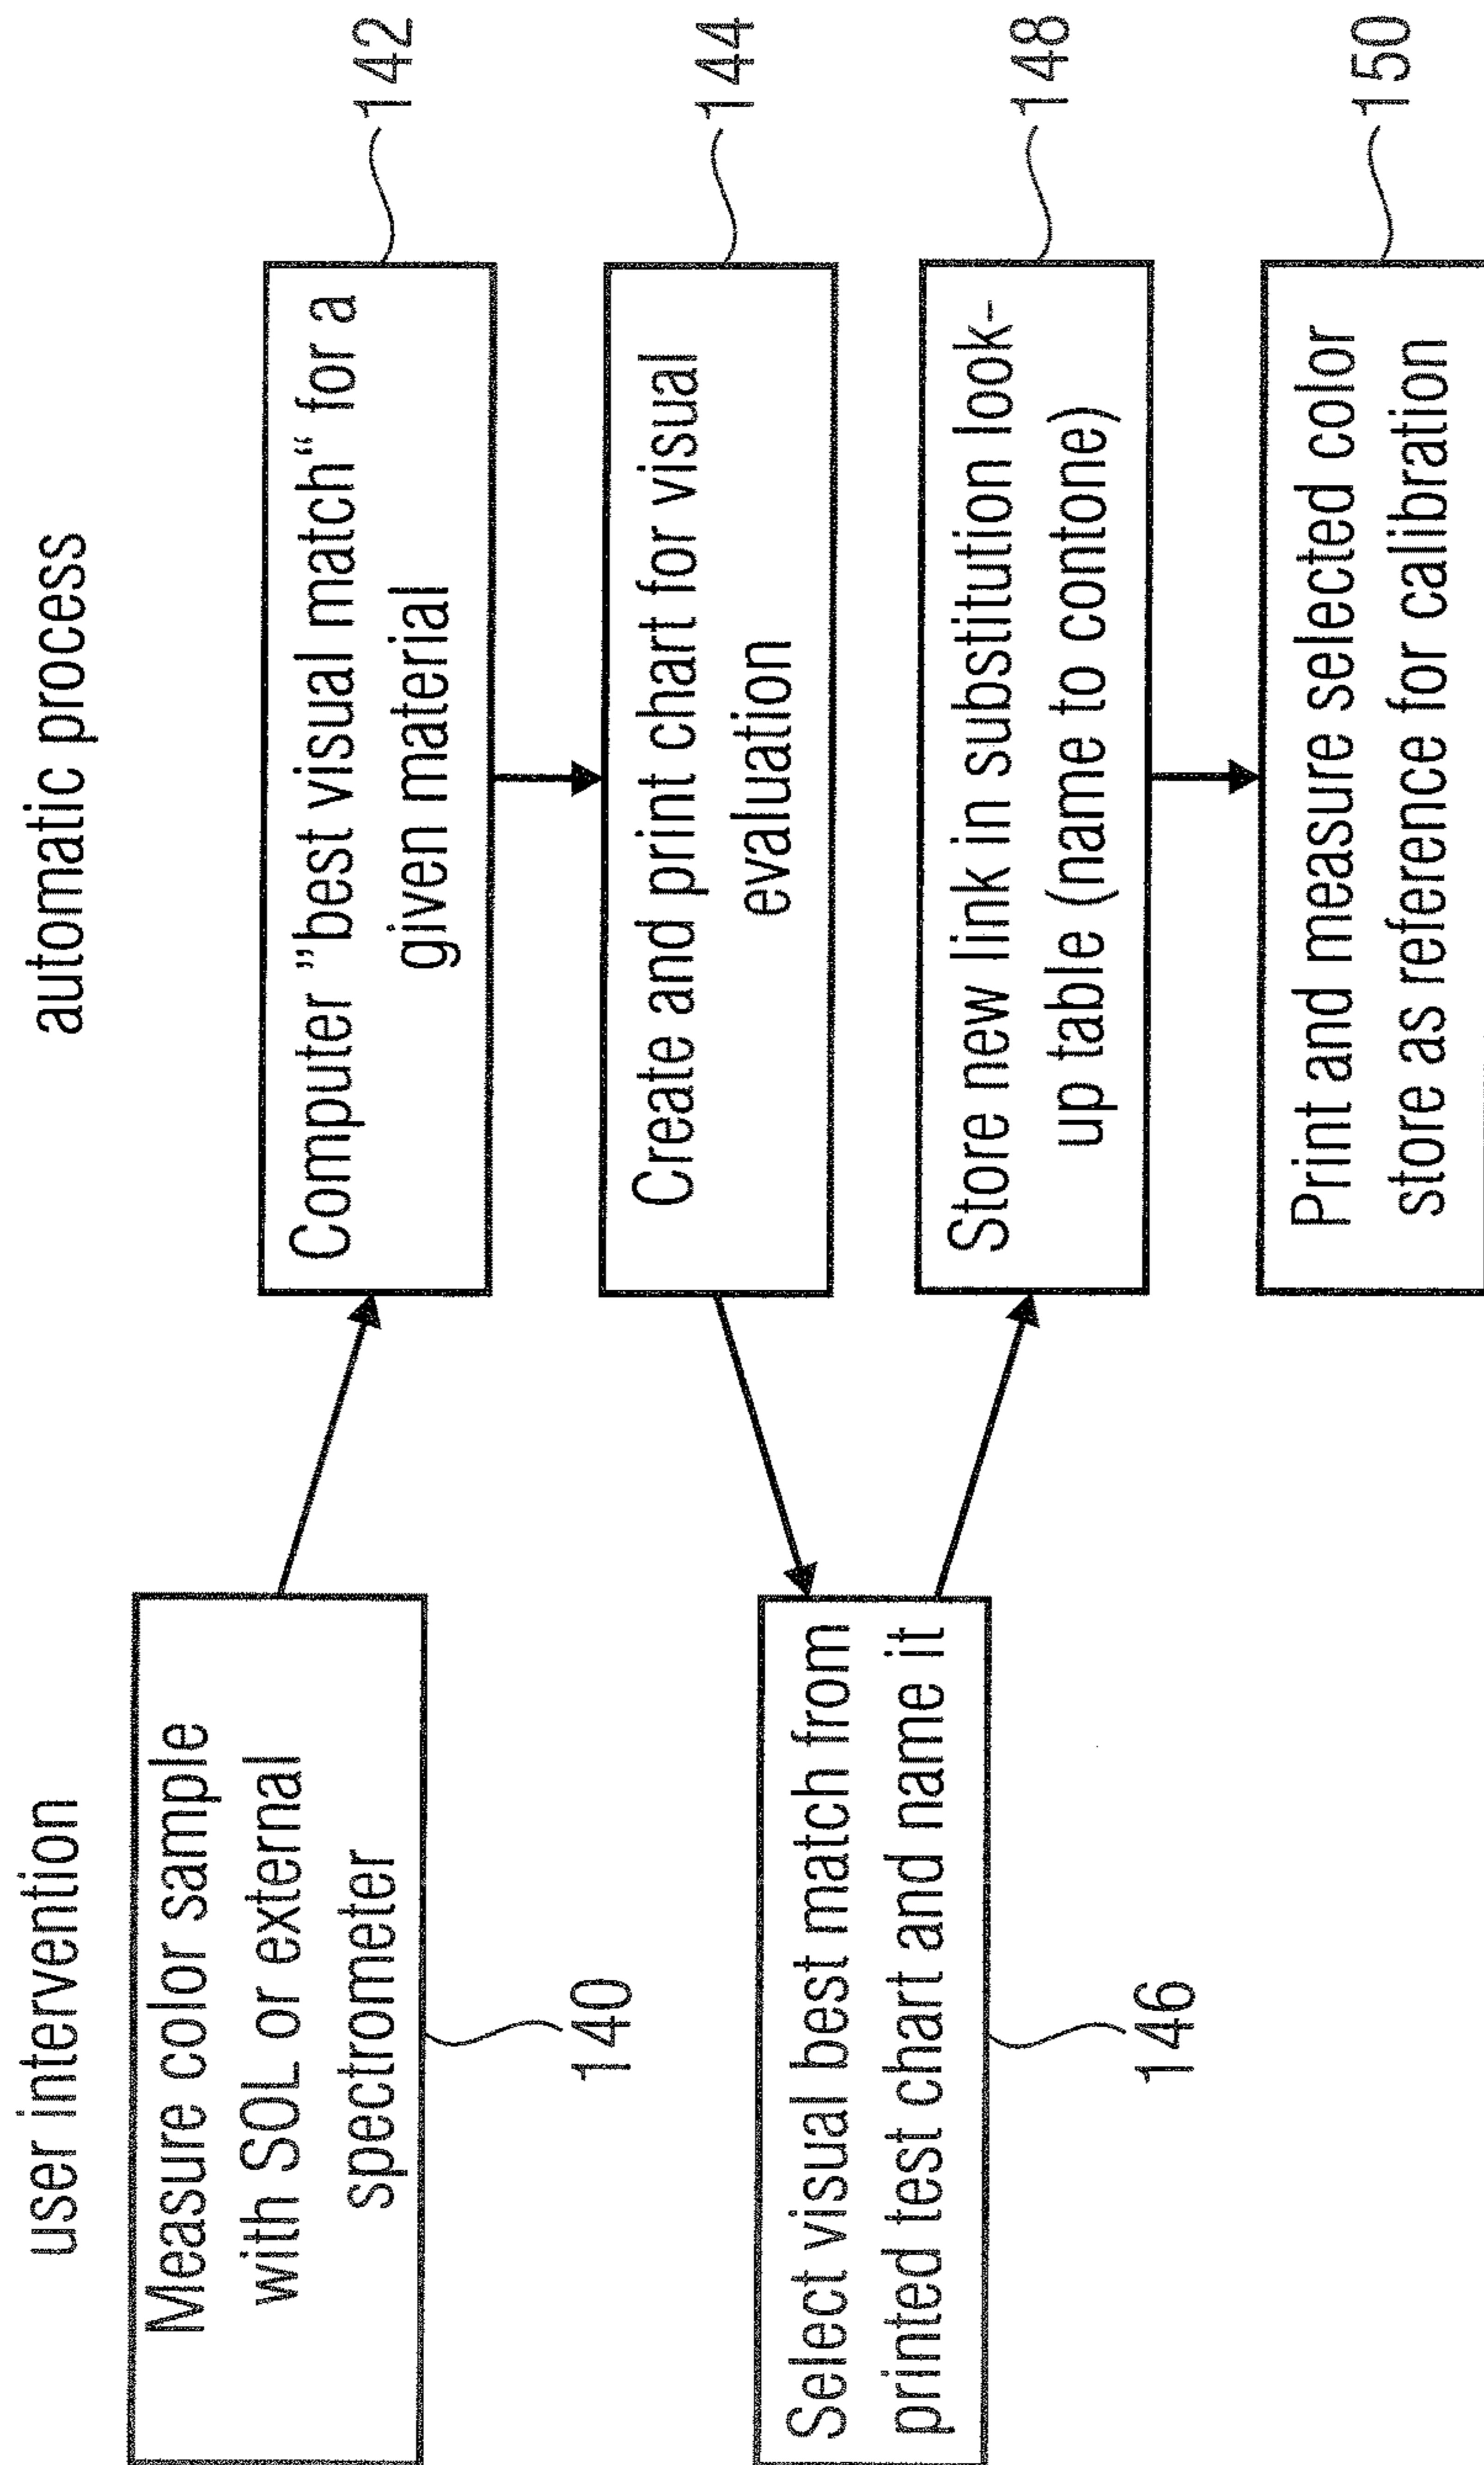 user intervention
automatic process
Measure color sample
with SOL or external
spectrometer
140
Computer ”best visual match“ for a
given material
142
Create and print chart for visual
evaluation
144
Select visual best match from
printed test chart and name it
146
Store new link in substitution look-
up table (name to contone)
148
Print and measure selected color
store as reference for calibration
150